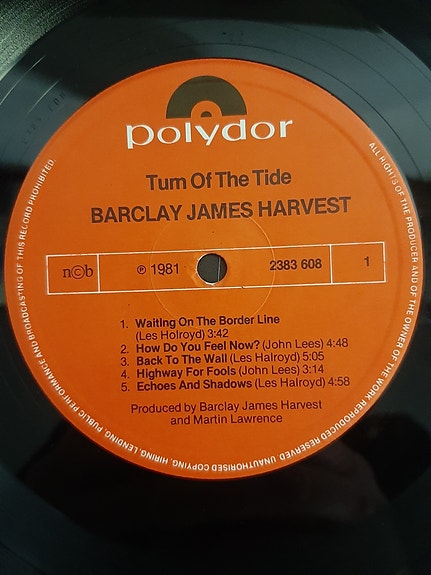 polydor
Turn Of The Tide
BARCLAY JAMES HARVEST
n©b ℗ 1981 2383 608 1
1. Waiting On The Border Line
(Les Holroyd) 3:42
2. How Do You Feel Now? (John Lees) 4:48
3. Back To The Wall (Les Halroyd) 5:05
4. Highway For Fools (John Lees) 3:14
5. Echoes And Shadows (Les Halroyd) 4:58
Produced by Barclay James Harvest
and Martin Lawrence
ALL RIGHTS OF THE PRODUCER AND OF THE OWNER OF THE WORK REPRODUCED RESERVED. UNAUTHORISED COPYING, HIRING, LENDING, PUBLIC PERFORMANCE AND BROADCASTING OF THIS RECORD PROHIBITED.